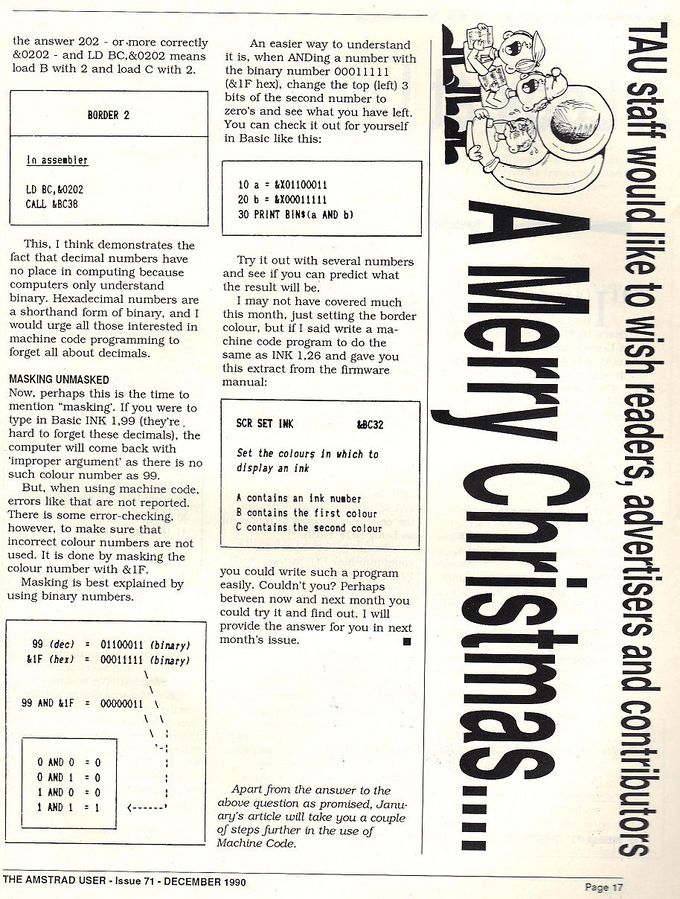 the answer 202 - or more correctly
&0202 - and LD BC,&0202 means
load B with 2 and load C with 2.
BORDER 2
In assembler
LD BC,&0202
CALL &BC38
This, I think demonstrates the
fact that decimal numbers have
no place in computing because
computers only understand
binary. Hexadecimal numbers are
a shorthand form of binary, and I
would urge all those interested in
machine code programming to
forget all about decimals.
MASKING UNMASKED
Now, perhaps this is the time to
mention "masking'. If you were to
type in Basic INK 1,99 (they're
hard to forget these decimals), the
computer will come back with
'improper argument' as there is no
such colour number as 99.
But, when using machine code,
errors like that are not reported.
There is some error-checking,
however, to make sure that
incorrect colour numbers are not
used. It is done by masking the
colour number with &1F.
Masking is best explained by
using binary numbers.
99 (dec) = 01100011 (binary)
&1F (hex) = 00011111 (binary)
99 AND &1F = 00000011
0 AND 0 = 0
0 AND 1 = 0
1 AND 0 = 0
1 AND 1 = 1
An easier way to understand
it is, when ANDing a number with
the binary number 00011111
(&1F hex), change the top (left) 3
bits of the second number to
zero's and see what you have left.
You can check it out for yourself
in Basic like this:
10 a = &X01100011
20 b = &X00011111
30 PRINT BIN$(a AND b)
Try it out with several numbers
and see if you can predict what
the result will be.
I may not have covered much
this month, just setting the border
colour, but if I said write a ma-
chine code program to do the
same as INK 1,26 and gave you
this extract from the firmware
manual:
SCR SET INK &BC32
Set the colours in which to
display an ink
A contains an ink number
B contains the first colour
C contains the second colour
you could write such a program
easily. Couldn't you? Perhaps
between now and next month you
could try it and find out. I will
provide the answer for you in next
month's issue.
Apart from the answer to the
above question as promised, Janu-
ary's article will take you a couple
of steps further in the use of
Machine Code.
TAU staff would like to wish readers, advertisers and contributors
A Merry Christmas....
THE AMSTRAD USER - Issue 71 - DECEMBER 1990
Page 17